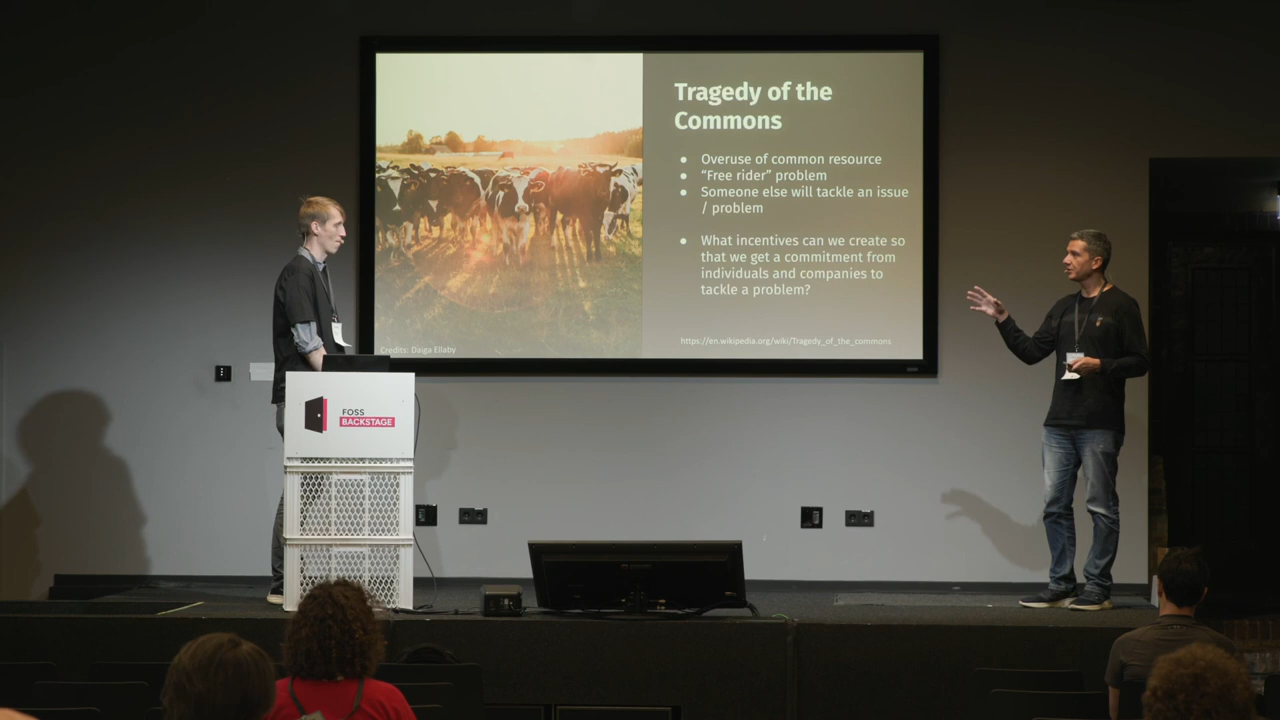 Tragedy of the
Commons
● Overuse of common resource
● “Free rider” problem
● Someone else will tackle an issue
/ problem
● What incentives can we create so
that we get a commitment from
individuals and companies to
tackle a problem?
https://en.wikipedia.org/wiki/Tragedy_of_the_commons
Credits: Daiga Ellaby
FOSS
BACKSTAGE